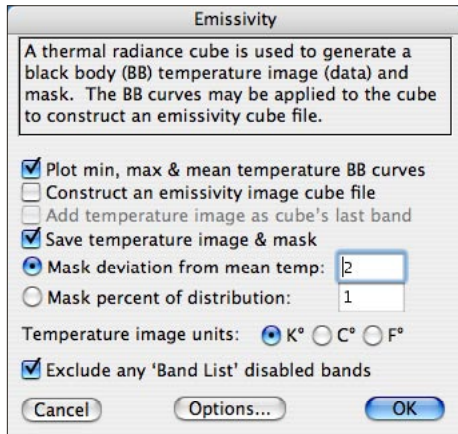 Emissivity
A thermal radiance cube is used to generate a
black body (BB) temperature image (data) and
mask. The BB curves may be applied to the cube
to construct an emissivity cube file.
Plot min, max & mean temperature BB curves
Construct an emissivity image cube file
Add temperature image as cube's last band
Save temperature image & mask
Mask deviation from mean temp: 2
Mask percent of distribution: 1
Temperature image units: K° C° F°
Exclude any 'Band List' disabled bands
Cancel Options... OK